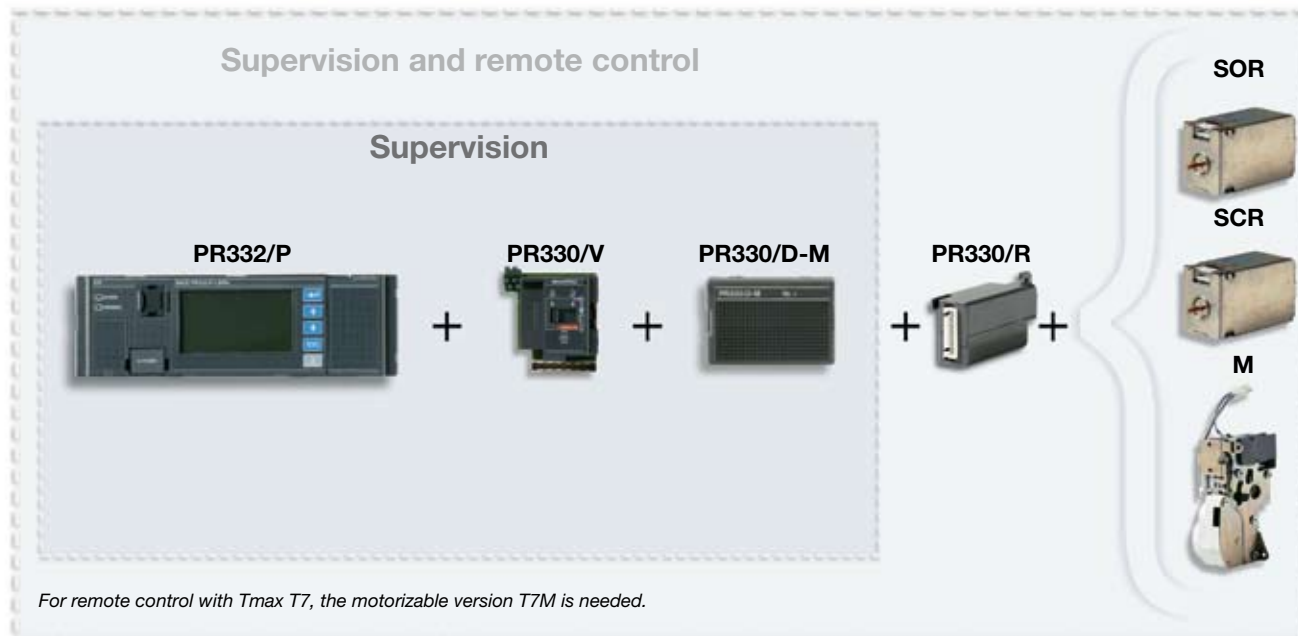 Supervision and remote control
SOR
Supervision
SCR
PR332/P
PR330/V
PR330/D-M
PR330/R
+
+
+
+
M
PR330/D-M
For remote control with Tmax T7, the motorizable version T7M is needed.